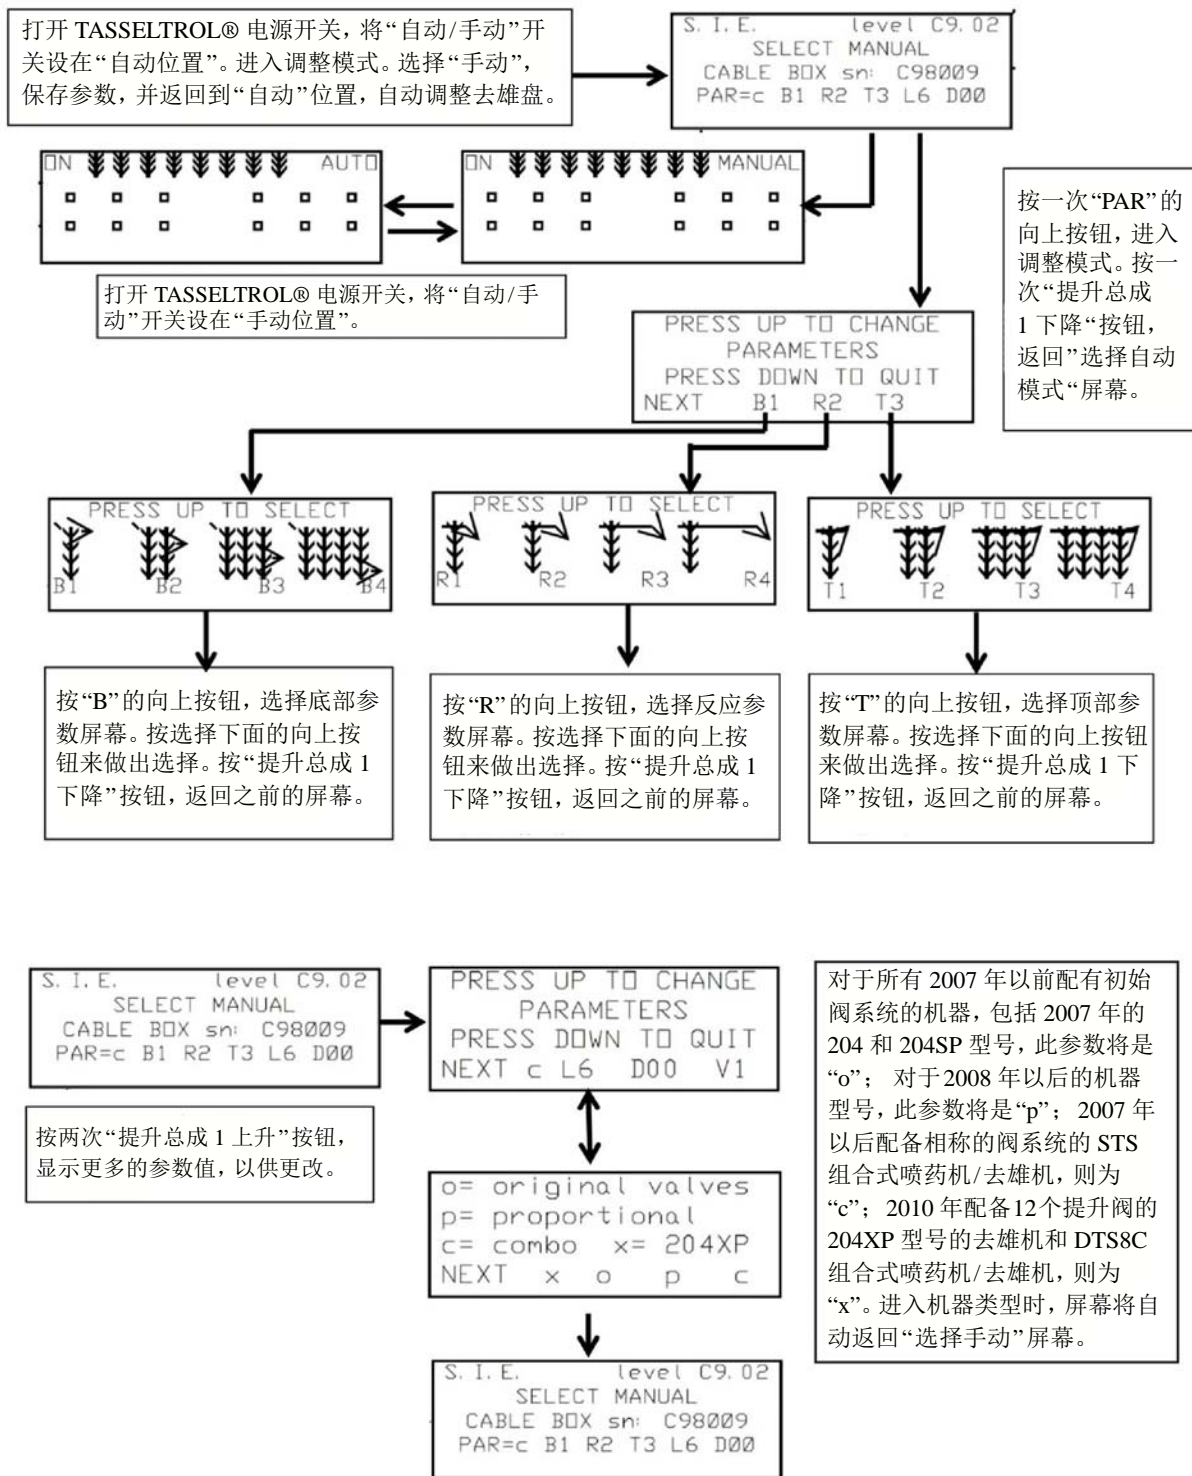 打开 TASSELTROL® 电源开关，将“自动/手动”开
关设在“自动位置”。进入调整模式。选择“手动”，
保存参数，并返回到“自动”位置，自动调整去雄盘。
S. I. E. level C9.02
SELECT MANUAL
CABLE BOX sn: C98009
PAR=c B1 R2 T3 L6 D00
ON AUTO
ON MANUAL
打开 TASSELTROL® 电源开关，将“自动/手
动”开关设在“手动位置”。
按一次“PAR”的
向上按钮，进入
调整模式。按一
次“提升总成
1 下降“按钮，
返回”选择自动
模式“屏幕。
PRESS UP TO CHANGE
PARAMETERS
PRESS DOWN TO QUIT
NEXT B1 R2 T3
PRESS UP TO SELECT
B1 B2 B3 B4
PRESS UP TO SELECT
R1 R2 R3 R4
PRESS UP TO SELECT
T1 T2 T3 T4
按“B”的向上按钮，选择底部参
数屏幕。按选择下面的向上按
钮来做出选择。按“提升总成 1
下降”按钮，返回之前的屏幕。
按“R”的向上按钮，选择反应参
数屏幕。按选择下面的向上按
钮来做出选择。按“提升总成 1
下降”按钮，返回之前的屏幕。
按“T”的向上按钮，选择顶部参
数屏幕。按选择下面的向上按钮
来做出选择。按“提升总成 1 下
降”按钮，返回之前的屏幕。
S. I. E. level C9.02
SELECT MANUAL
CABLE BOX sn: C98009
PAR=c B1 R2 T3 L6 D00
PRESS UP TO CHANGE
PARAMETERS
PRESS DOWN TO QUIT
NEXT c L6 D00 V1
按两次“提升总成 1 上升”按钮，
显示更多的参数值，以供更改。
o= original valves
p= proportional
c= combo x= 204XP
NEXT x o p c
对于所有 2007 年以前配有初始
阀系统的机器，包括 2007 年的
204 和 204SP 型号，此参数将是
“o”； 对于2008 年以后的机器
型号，此参数将是“p”； 2007 年
以后配备相称的阀系统的 STS
组合式喷药机/去雄机，则为
“c”； 2010 年配备12个提升阀的
204XP 型号的去雄机和 DTS8C
组合式喷药机/去雄机，则为
“x”。进入机器类型时，屏幕将自
动返回“选择手动”屏幕。
S. I. E. level C9.02
SELECT MANUAL
CABLE BOX sn: C98009
PAR=c B1 R2 T3 L6 D00